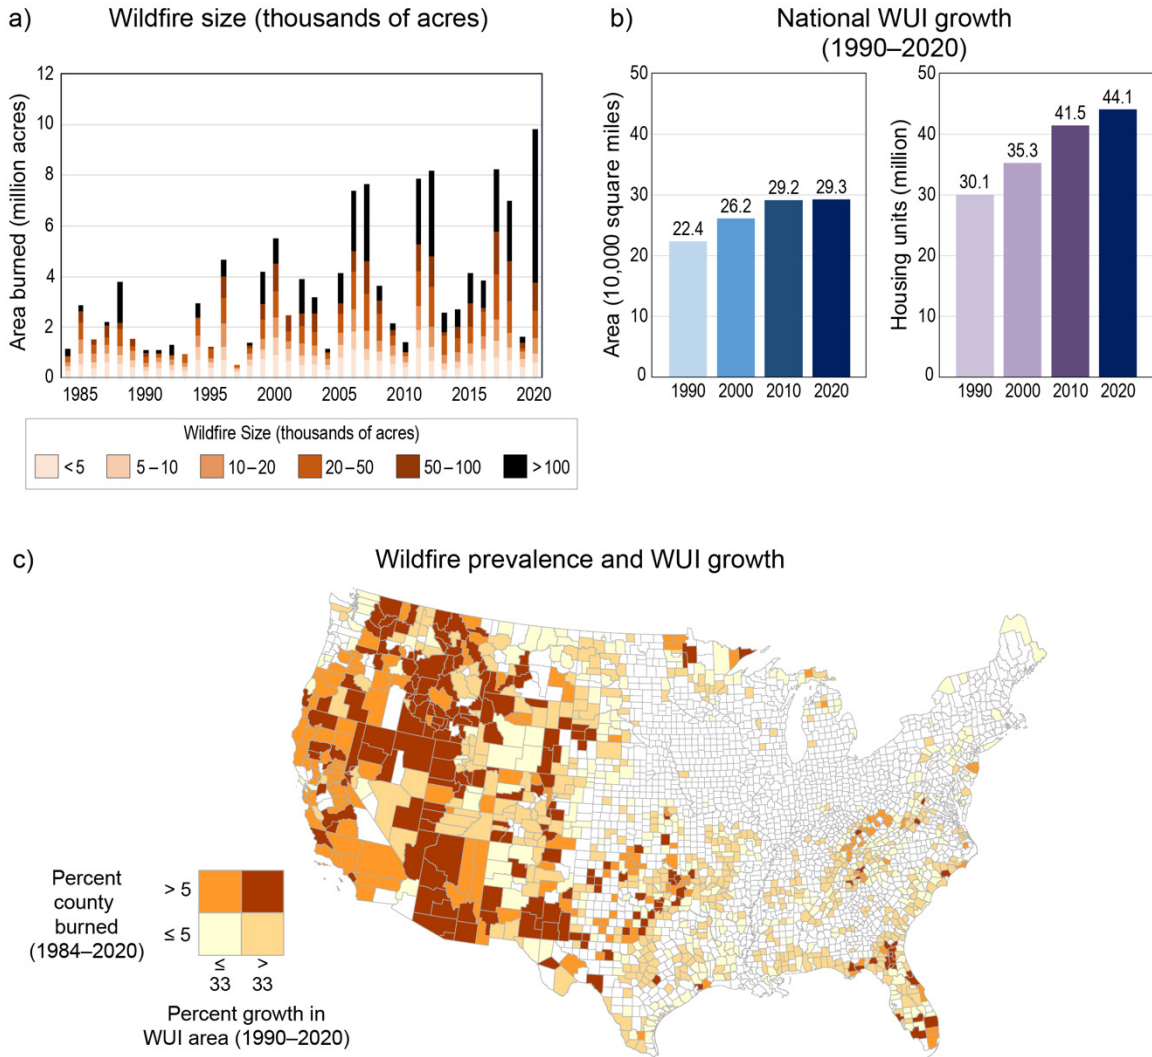 a)
Wildfire size (thousands of acres)
Area burned (million acres)
12
10
8
6
4
2
0
1985
1990
1995
2000
2005
2010
2015
2020
Wildfire Size (thousands of acres)
< 5
5 – 10
10 – 20
20 – 50
50 – 100
> 100
b)
National WUI growth
(1990–2020)
Area (10,000 square miles)
50
40
30
20
10
0
22.4
26.2
29.2
29.3
1990
2000
2010
2020
Housing units (million)
50
40
30
20
10
0
30.1
35.3
41.5
44.1
1990
2000
2010
2020
c)
Wildfire prevalence and WUI growth
Percent
county
burned
(1984–2020)
> 5
≤ 5
≤
33
>
33
Percent growth in
WUI area (1990–2020)